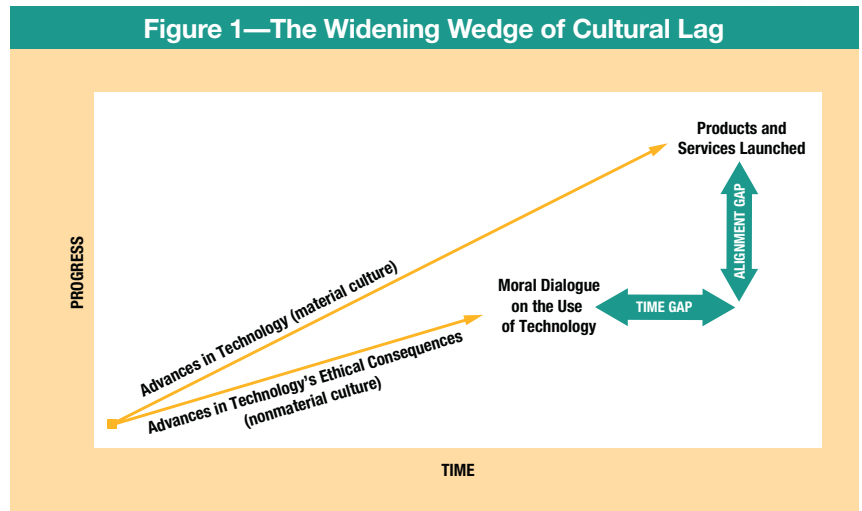 Figure 1—The Widening Wedge of Cultural Lag
Products and
Services Launched
ALIGNMENT GAP
PROGRESS
Advances in Technology (material culture)
Moral Dialogue
on the Use
of Technology
TIME GAP
Advances in Technology's Ethical Consequences
(nonmaterial culture)
TIME